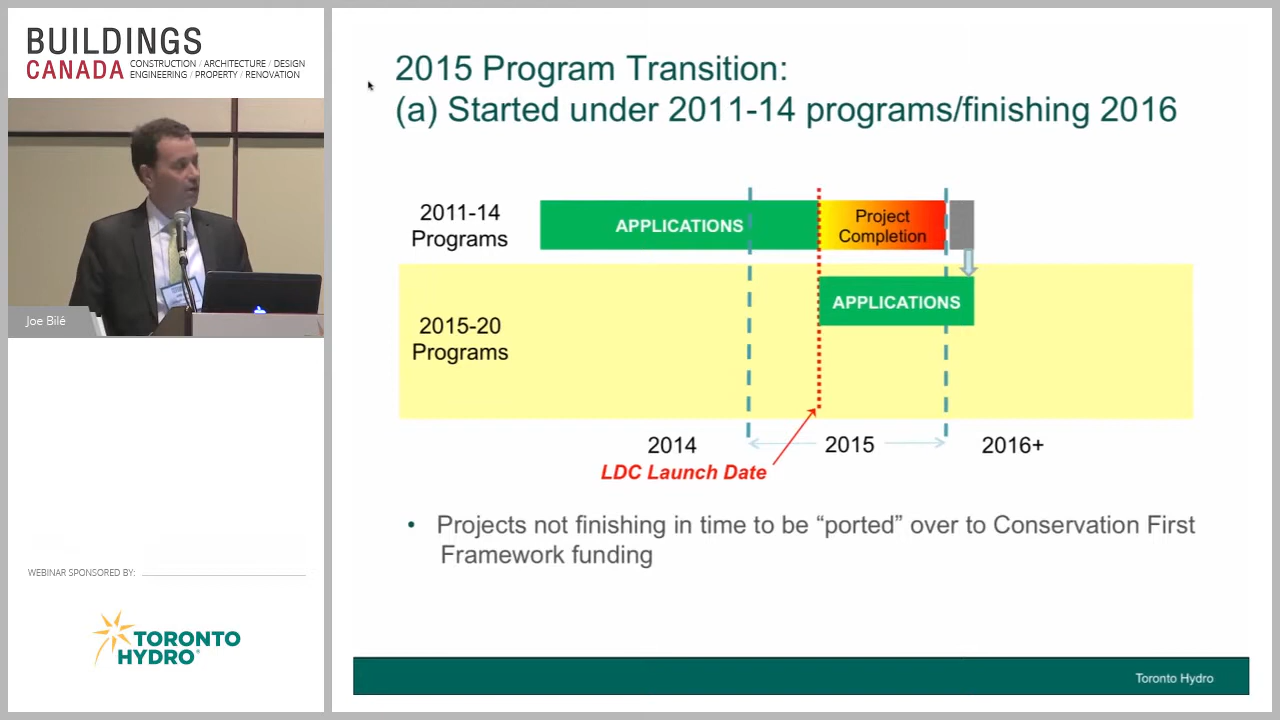 BUILDINGS
CANADA
CONSTRUCTION / ARCHITECTURE / DESIGN
ENGINEERING / PROPERTY / RENOVATION
Joe Bilé
WEBINAR SPONSORED BY:
TORONTO
HYDRO
2015 Program Transition:
(a) Started under 2011-14 programs/finishing 2016
2011-14
Programs
APPLICATIONS
Project
Completion
2015-20
Programs
APPLICATIONS
2014
2015
2016+
LDC Launch Date
• Projects not finishing in time to be “ported” over to Conservation First
Framework funding
Toronto Hydro